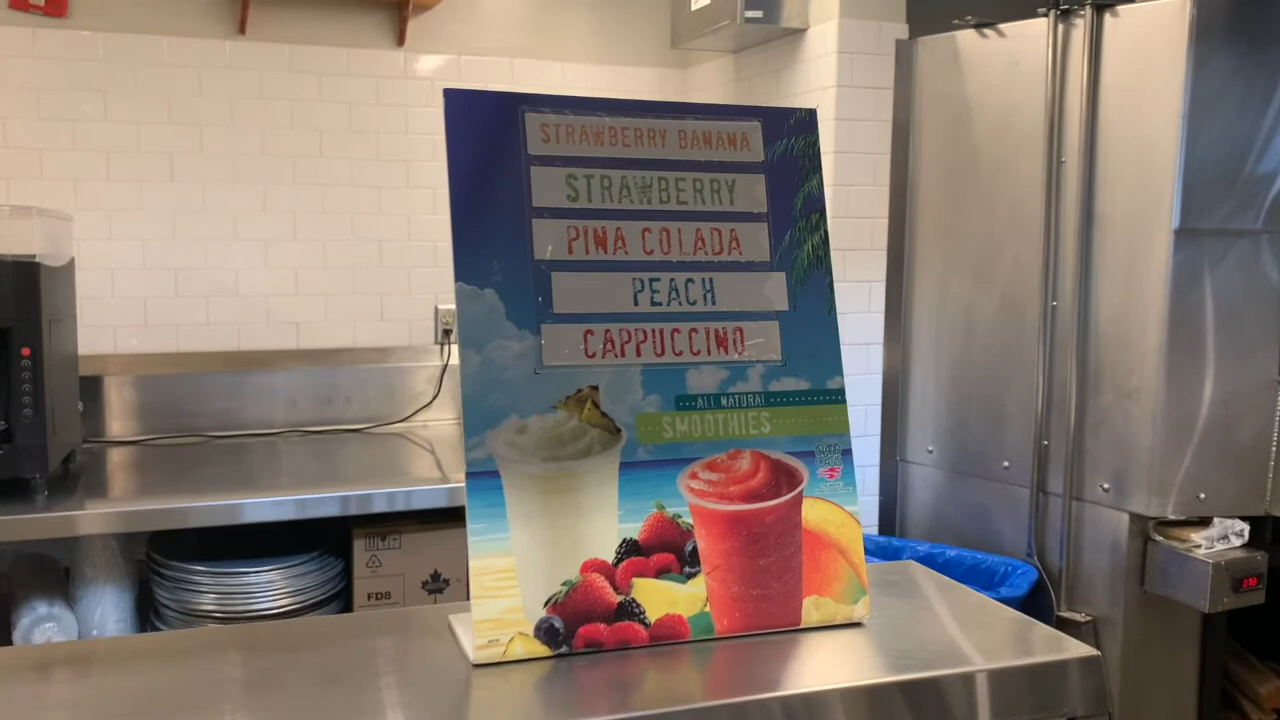 STRAWBERRY BANANA
STRAWBERRY
PINA COLADA
PEACH
CAPPUCCINO
ALL NATURAL
SMOOTHIES
FD8